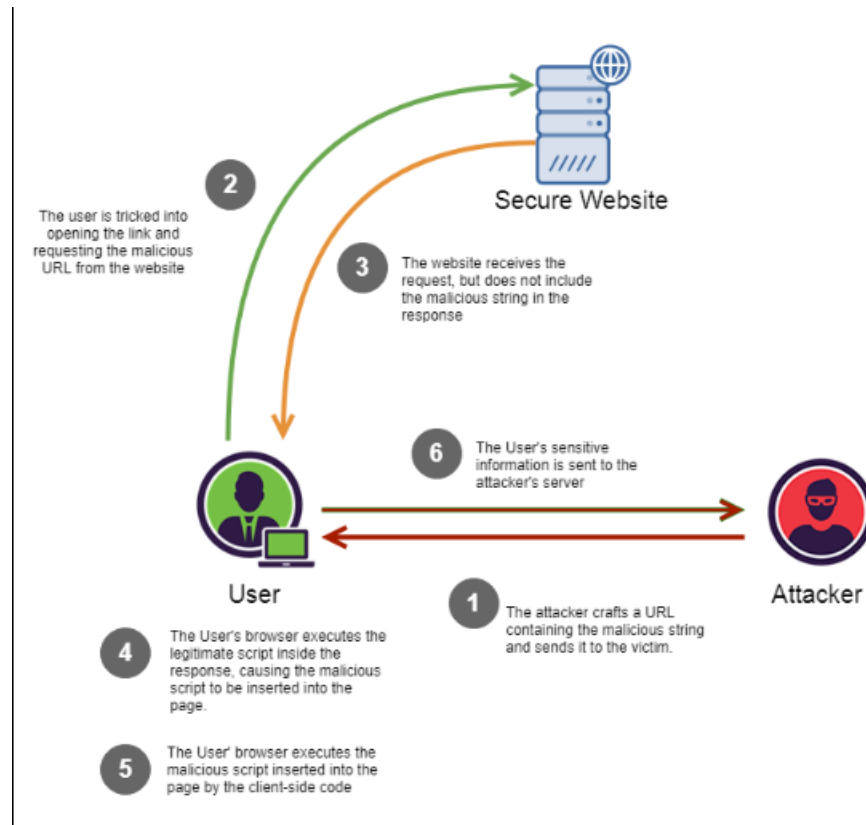 Secure Website
2
The user is tricked into
opening the link and
requesting the malicious
URL from the website
3
The website receives the
request, but does not include
the malicious string in the
response
6
The User's sensitive
information is sent to the
attacker's server
User
Attacker
1
The attacker crafts a URL
containing the malicious string
and sends it to the victim.
4
The User's browser executes the
legitimate script inside the
response, causing the malicious
script to be inserted into the
page.
5
The User' browser executes the
malicious script inserted into the
page by the client-side code